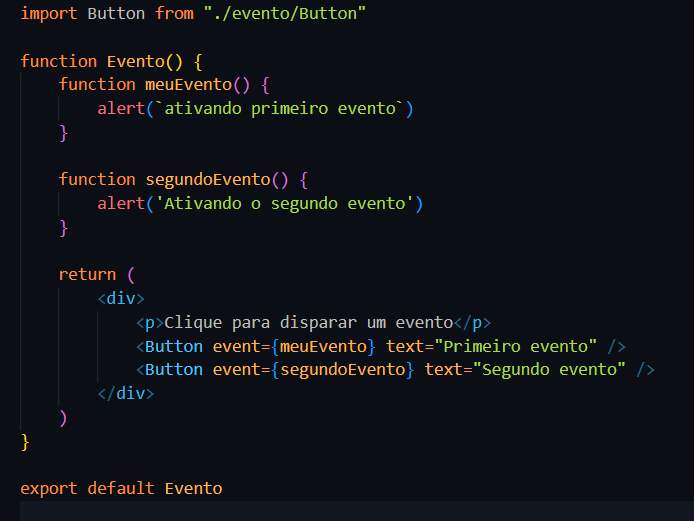 import Button from "./evento/Button"
function Evento() {
function meuEvento() {
alert(`ativando primeiro evento`)
}
function segundoEvento() {
alert('Ativando o segundo evento')
}
return (
<div>
<p>Clique para disparar um evento</p>
<Button event={meuEvento} text="Primeiro evento" />
<Button event={segundoEvento} text="Segundo evento" />
</div>
)
}
export default Evento